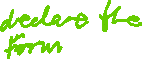 declare the
form